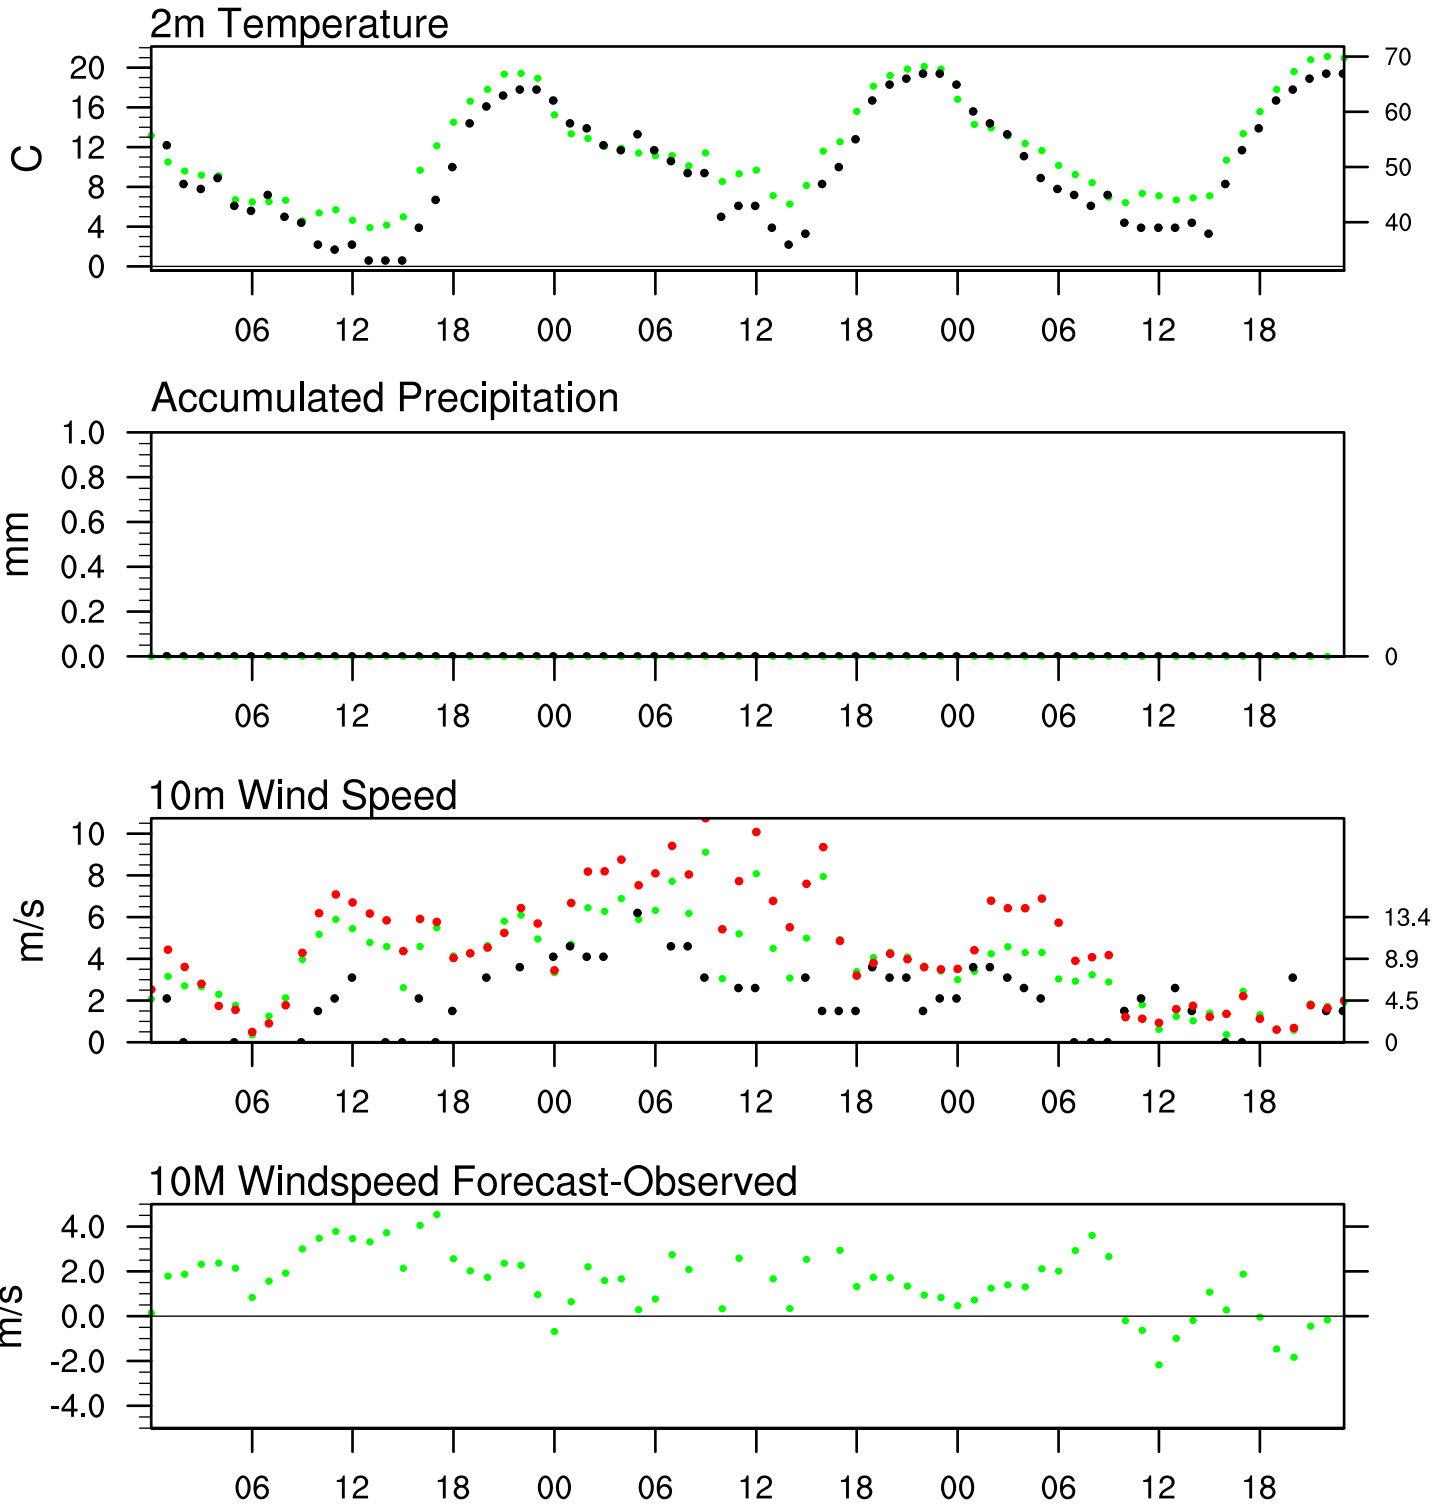 2m Temperature
20 70
16 60
12 50
8
4 40
0
C
06 12 18 00 06 12 18 00 06 12 18
Accumulated Precipitation
1.0
0.8
0.6
0.4
0.2
0.0 0
mm
06 12 18 00 06 12 18 00 06 12 18
10m Wind Speed
10
8
6 13.4
4 8.9
2 4.5
0 0
m/s
06 12 18 00 06 12 18 00 06 12 18
10M Windspeed Forecast-Observed
4.0
2.0
0.0
-2.0
-4.0
m/s
06 12 18 00 06 12 18 00 06 12 18